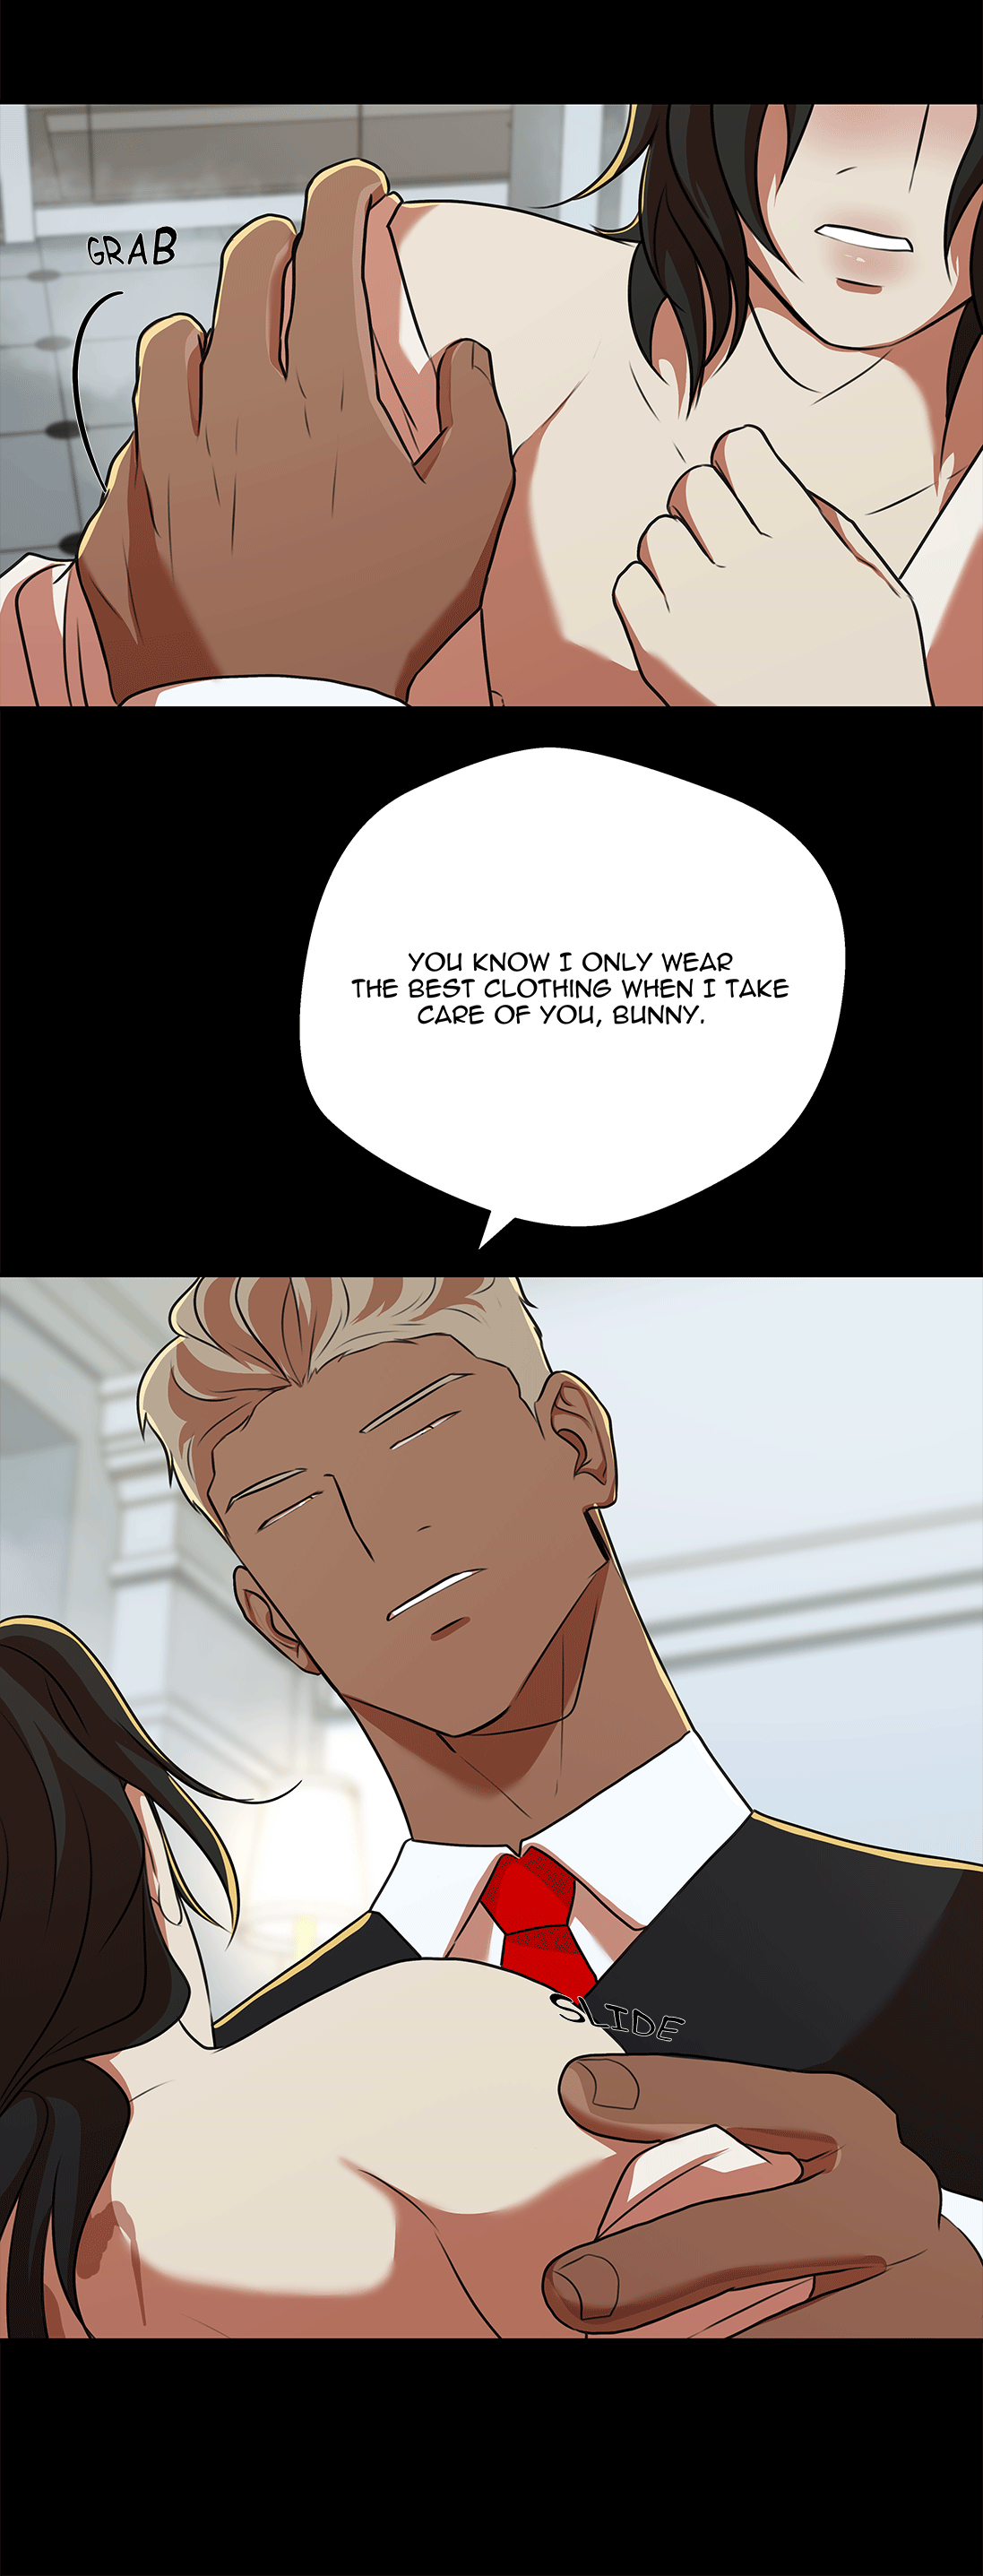 GRAB
YOU KNOW I ONLY WEAR
THE BEST CLOTHING WHEN I TAKE
CARE OF YOU, BUNNY.
SLIDE